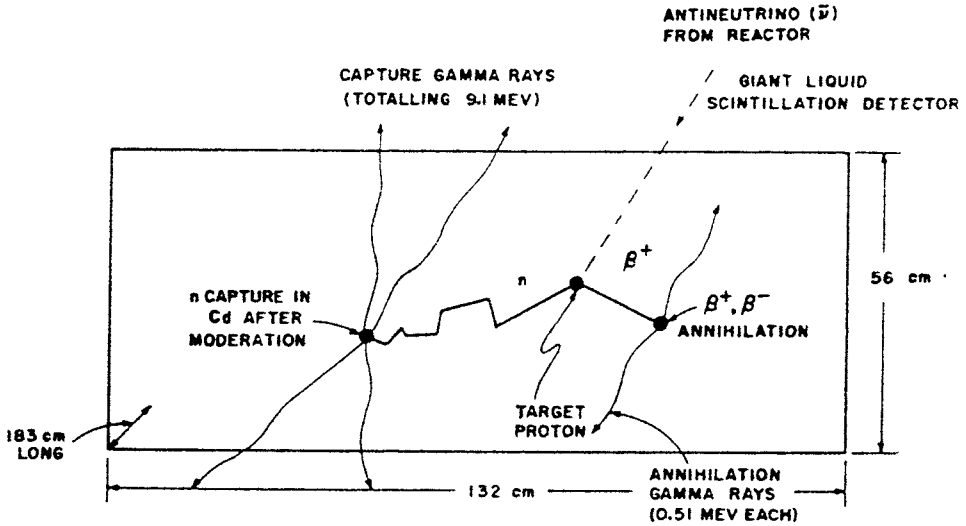 ANTINEUTRINO (ν̄)
FROM REACTOR
CAPTURE GAMMA RAYS
(TOTALLING 9.1 MEV)
GIANT LIQUID
SCINTILLATION DETECTOR
n
β⁺
56 cm
n CAPTURE IN
Cd AFTER
MODERATION
β⁺, β⁻
ANNIHILATION
TARGET
PROTON
183 cm
LONG
132 cm
ANNIHILATION
GAMMA RAYS
(0.51 MEV EACH)